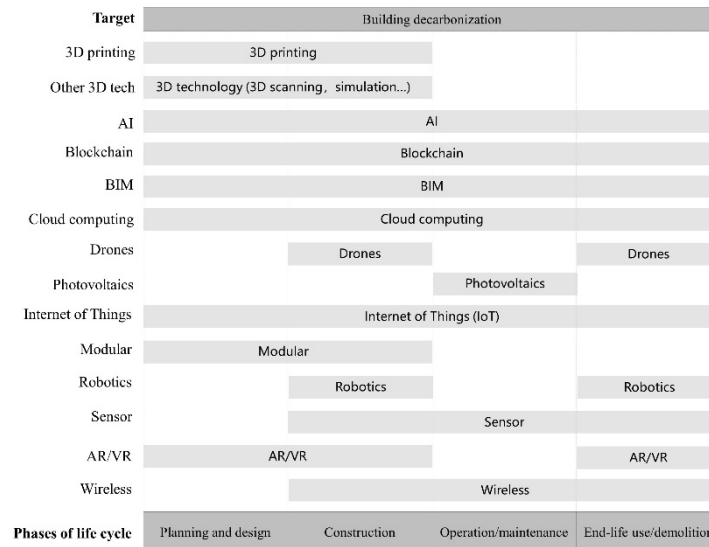 Target Building decarbonization
3D printing 3D printing
Other 3D tech 3D technology (3D scanning, simulation...)
AI AI
Blockchain Blockchain
BIM BIM
Cloud computing Cloud computing
Drones Drones Drones
Photovoltaics Photovoltaics
Internet of Things Internet of Things (IoT)
Modular Modular
Robotics Robotics Robotics
Sensor Sensor
AR/VR AR/VR AR/VR
Wireless Wireless
Phases of life cycle Planning and design Construction Operation/maintenance End-life use/demolition